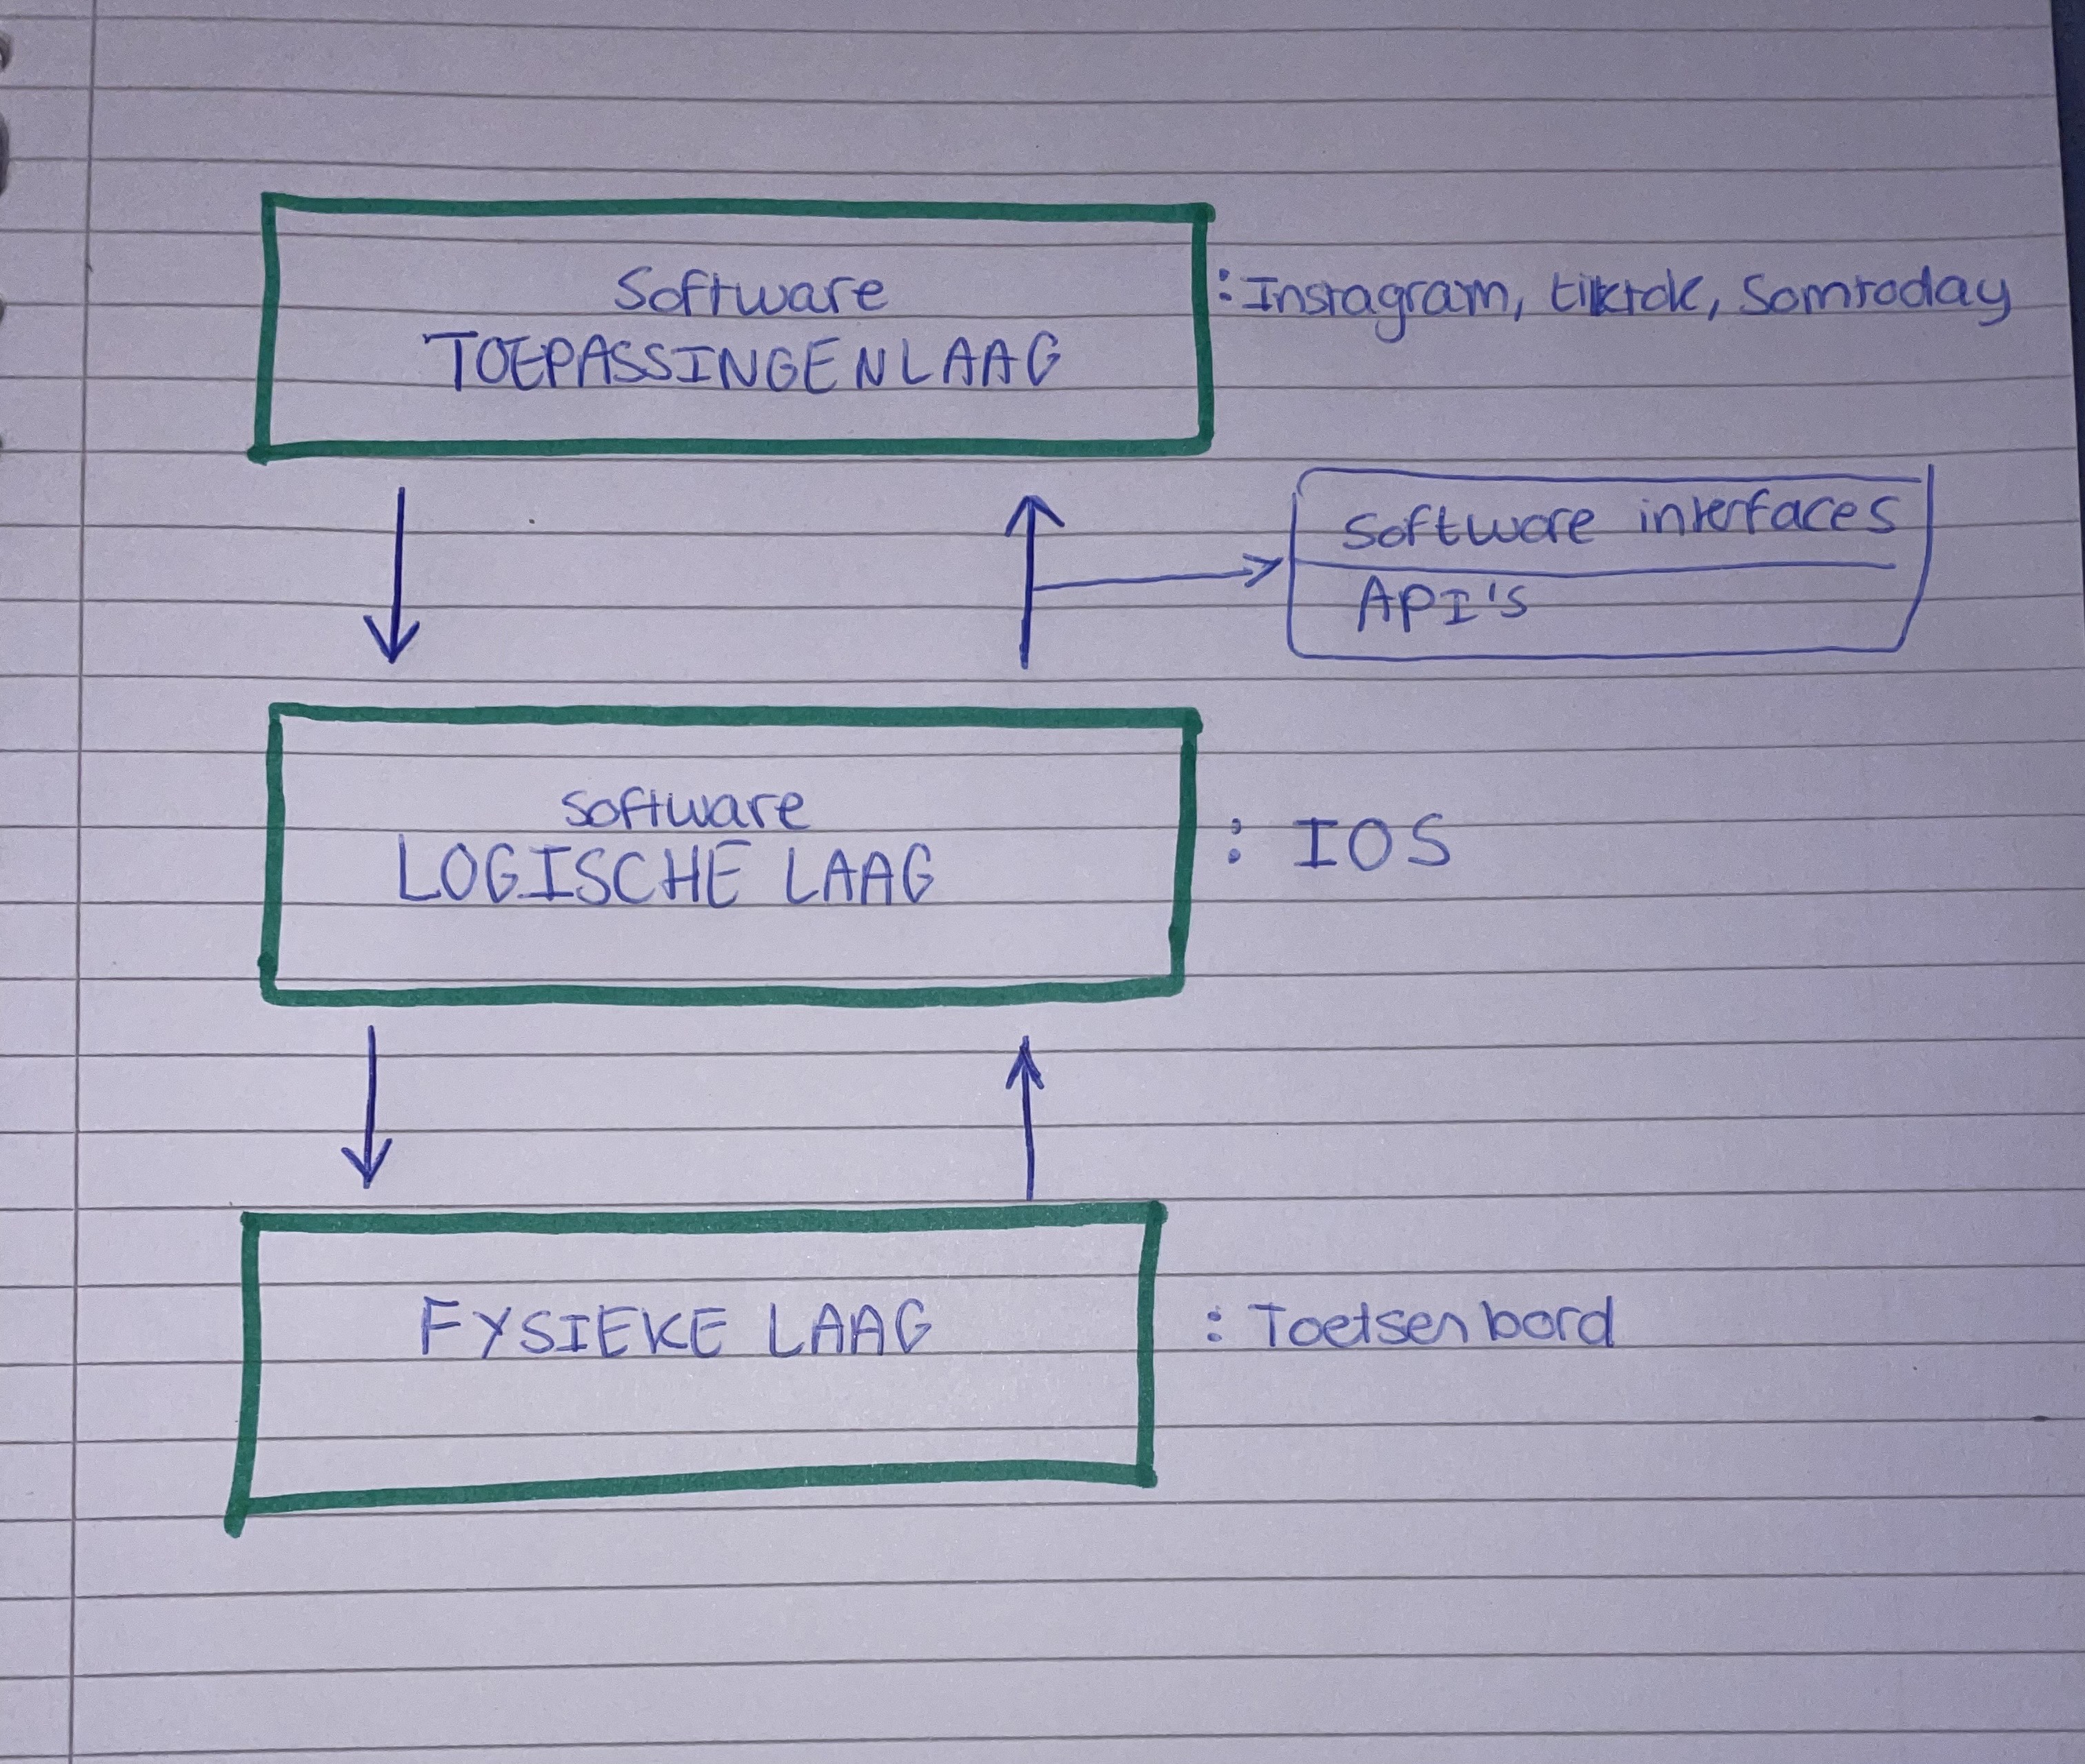 Software
TOEPASSINGENLAAG
: Instagram, tiktok, Somtoday
Software interfaces
API's
software
LOGISCHE LAAG
: IOS
FYSIEKE LAAG
: Toetsenbord